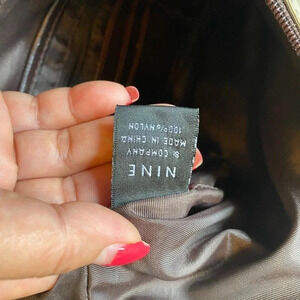 NINE
& COMPANY
MADE IN CHINA
100% NYLON